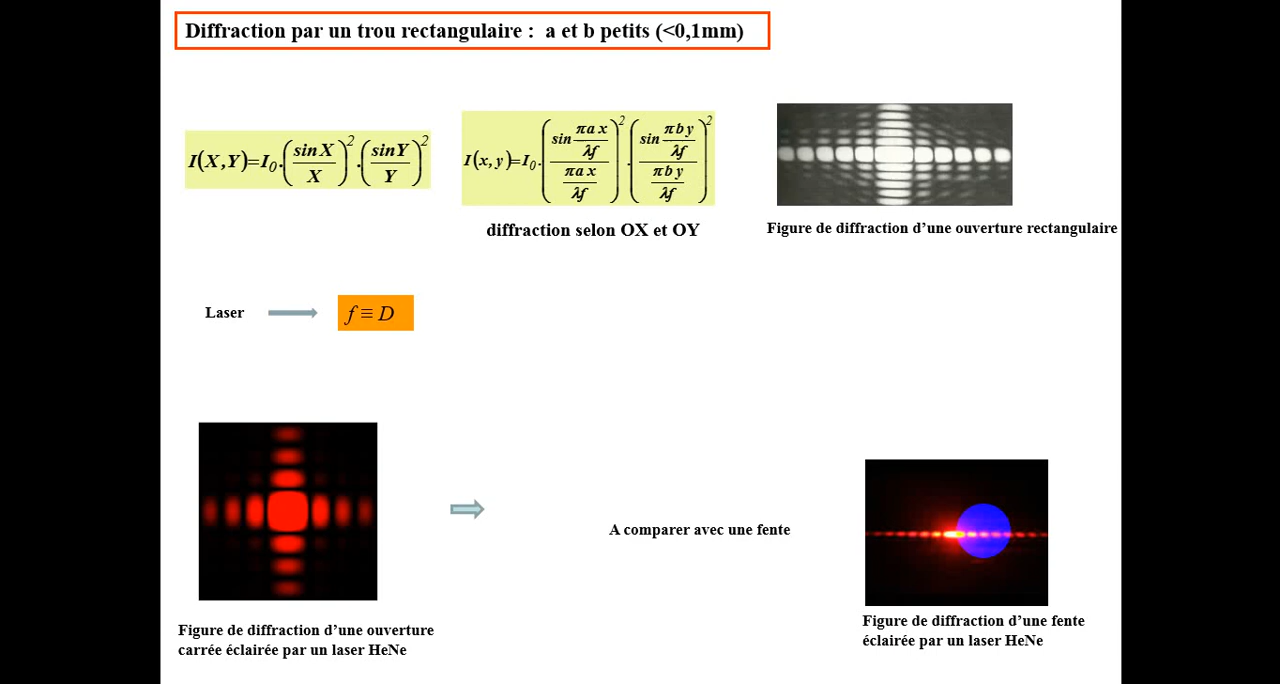 Diffraction par un trou rectangulaire :  a et b petits (<0,1mm)
I(X,Y)=I₀.(sinX/X)².(sinY/Y)²
I(x,y)=I₀.(sin(πax/λf)/(πax/λf))².(sin(πby/λf)/(πby/λf))²
diffraction selon OX et OY
Figure de diffraction d’une ouverture rectangulaire
Laser
f ≡ D
A comparer avec une fente
Figure de diffraction d’une ouverture
carrée éclairée par un laser HeNe
Figure de diffraction d’une fente
éclairée par un laser HeNe